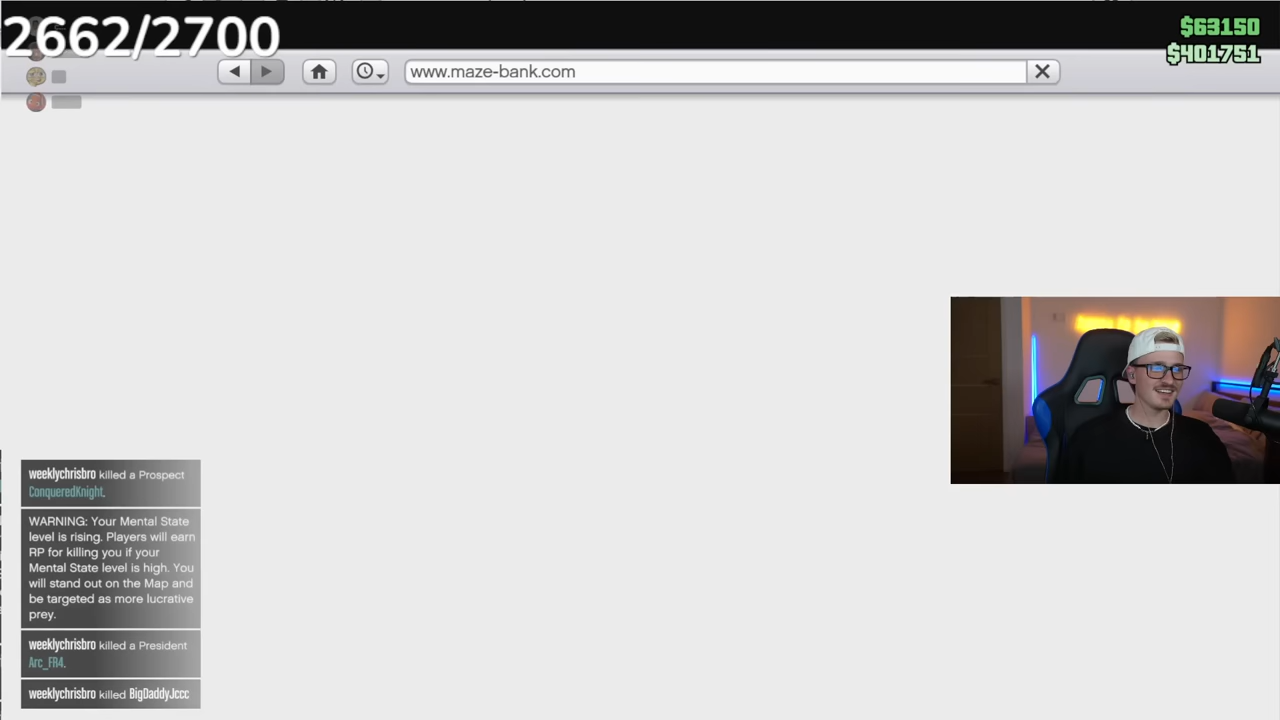 2662/2700
$63150
$401751
www.maze-bank.com
weeklychrisbro killed a Prospect
ConqueredKnight.
WARNING: Your Mental State
level is rising. Players will earn
RP for killing you if your
Mental State level is high. You
will stand out on the Map and
be targeted as more lucrative
prey.
weeklychrisbro killed a President
Arc_FR4.
weeklychrisbro killed BigDaddyJccc